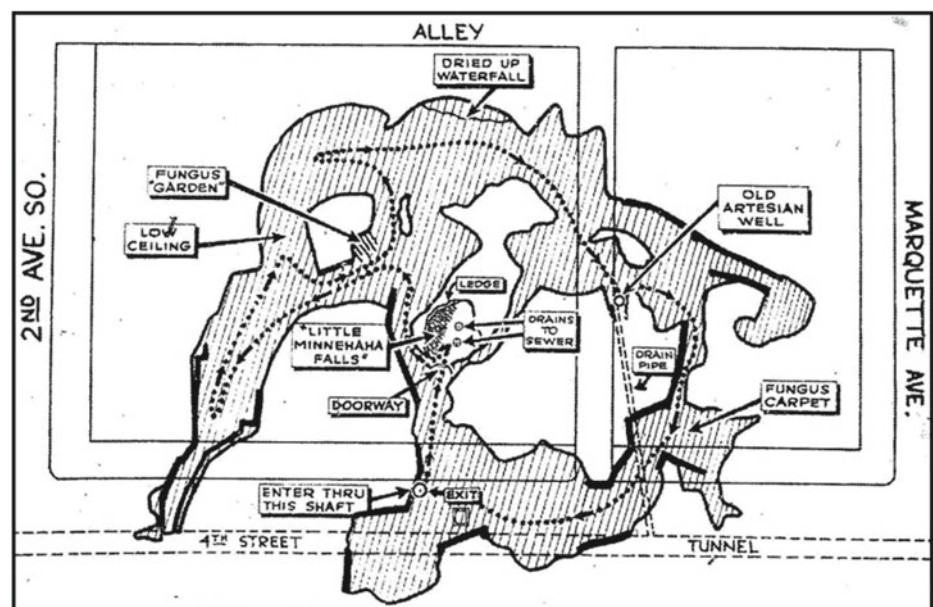 ALLEY
DRIED UP
WATERFALL
FUNGUS
"GARDEN"
LOW
CEILING
2ND AVE. SO.
OLD
ARTESIAN
WELL
MARQUETTE AVE.
LEDGE
"LITTLE
MINNEHAHA
FALLS"
DRAINS
TO
SEWER
DRAIN
PIPE
DOORWAY
FUNGUS
CARPET
ENTER THRU
THIS SHAFT
EXIT
4TH STREET
TUNNEL